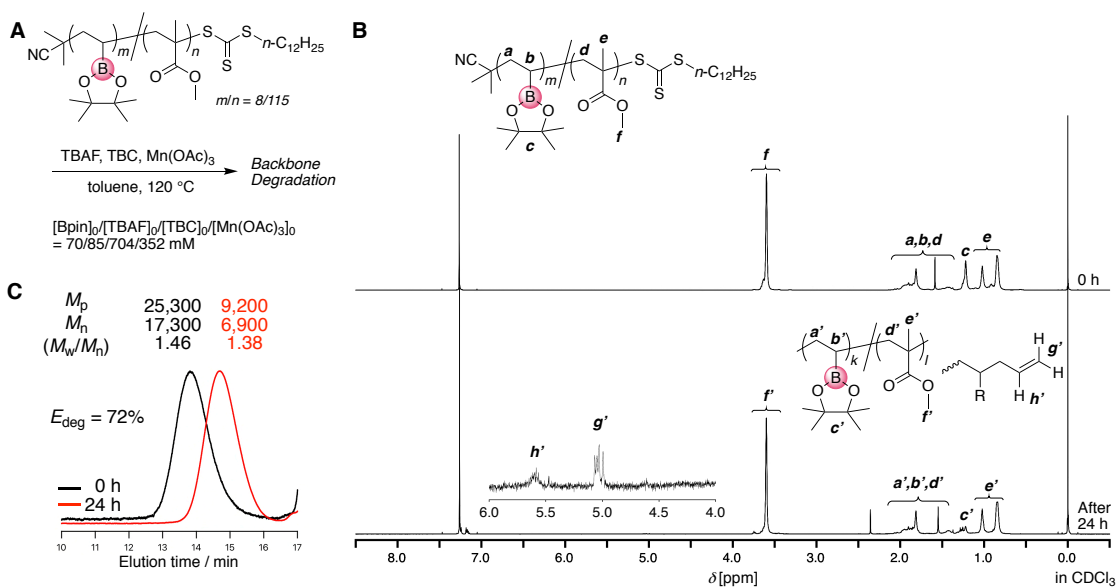 A
NC
B
O
O
m
n
O
O
S
S
S
n-C12H25
m/n = 8/115
TBAF, TBC, Mn(OAc)3
toluene, 120 °C
Backbone
Degradation
[Bpin]0/[TBAF]0/[TBC]0/[Mn(OAc)3]0
= 70/85/704/352 mM
C
Mp 25,300 9,200
Mn 17,300 6,900
(Mw/Mn) 1.46 1.38
Edeg = 72%
0 h
24 h
10 11 12 13 14 15 16 17
Elution time / min
B
NC
a
b
d
e
m
n
B
O
O
c
O
O
f
S
S
S
n-C12H25
f
a,b,d
c
e
0 h
a'
b'
d'
e'
k
l
B
O
O
c'
O
O
f'
R
H
H
H
g'
h'
f'
h'
g'
6.0 5.5 5.0 4.5 4.0
a',b',d'
c'
e'
After
24 h
8.0 7.0 6.0 5.0 4.0 3.0 2.0 1.0 0.0
δ [ppm]
in CDCl3